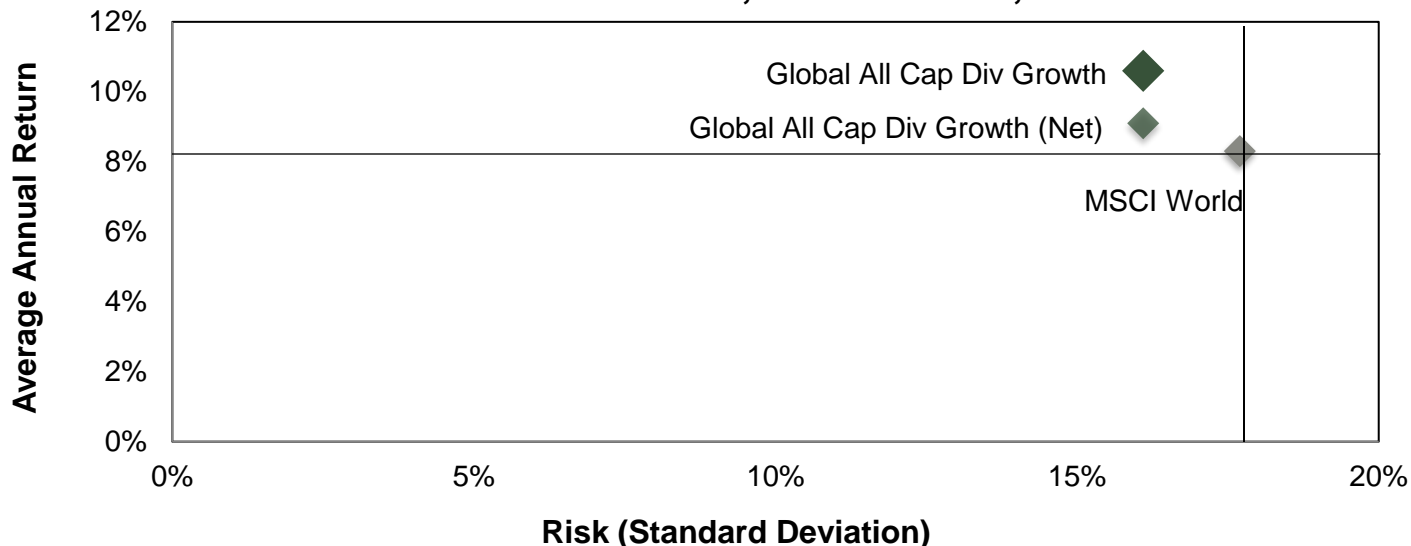 12%
10%
8%
6%
4%
2%
0%
Average Annual Return
Global All Cap Div Growth
Global All Cap Div Growth (Net)
MSCI World
0% 5% 10% 15% 20%
Risk (Standard Deviation)